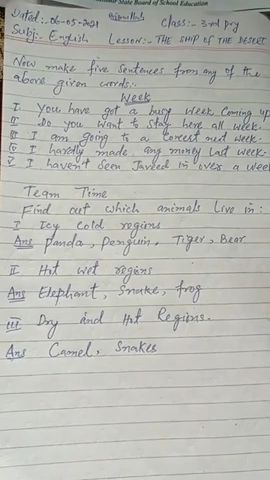 State Board of School Education
Dated:- 06-05-2021 Bismillah Class:- 3rd Pry
Subj:- English Lesson:- THE SHIP OF THE DESERT
Now make five sentences from any of the
above given words:-
Week
I You have got a busy week coming up
II Do you want to stay here all week.
III I am going to a forest next week.
IV I hardly made any money last week.
V I haven't seen Javeed in over a week
Team Time
Find out which animals live in:
I Icy cold regions
Ans Panda, Penguin, Tiger, Bear
II Hot wet regions
Ans Elephant, Snake, frog
III Dry and Hot Regions.
Ans Camel, Snakes